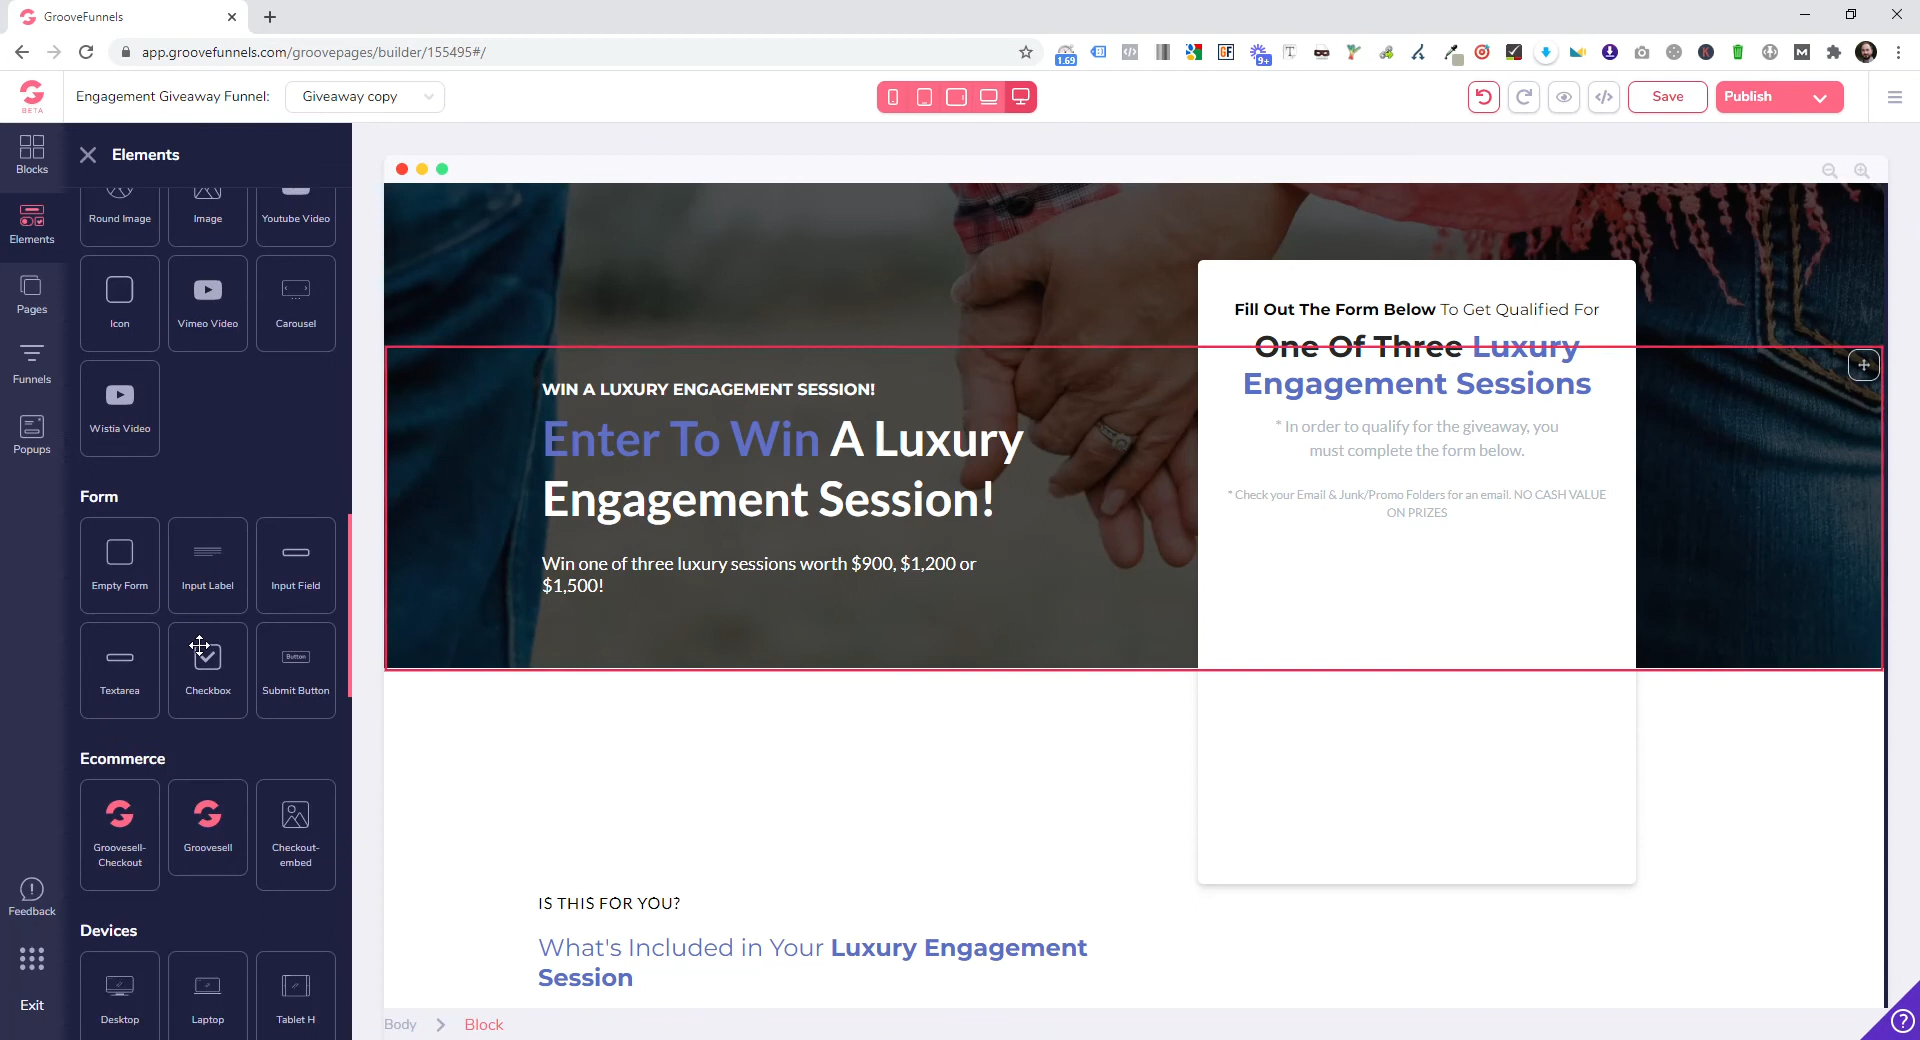 GrooveFunnels
app.groovefunnels.com/groovepages/builder/155495#/
1.69
GF
9+
BETA
Engagement Giveaway Funnel:
Giveaway copy
Save
Publish
Blocks
Elements
Pages
Funnels
Popups
Feedback
Exit
Elements
Round Image
Image
Youtube Video
Icon
Vimeo Video
Carousel
Wistia Video
Form
Empty Form
Input Label
Input Field
Textarea
Checkbox
Button
Submit Button
Ecommerce
Groovesell-
Checkout
Groovesell
Checkout-
embed
Devices
Desktop
Laptop
Tablet H
WIN A LUXURY ENGAGEMENT SESSION!
Enter To Win A Luxury
Engagement Session!
Win one of three luxury sessions worth $900, $1,200 or
$1,500!
Fill Out The Form Below To Get Qualified For
One Of Three Luxury
Engagement Sessions
* In order to qualify for the giveaway, you
must complete the form below.
* Check your Email & Junk/Promo Folders for an email. NO CASH VALUE
ON PRIZES
IS THIS FOR YOU?
What's Included in Your Luxury Engagement
Session
Body
Block